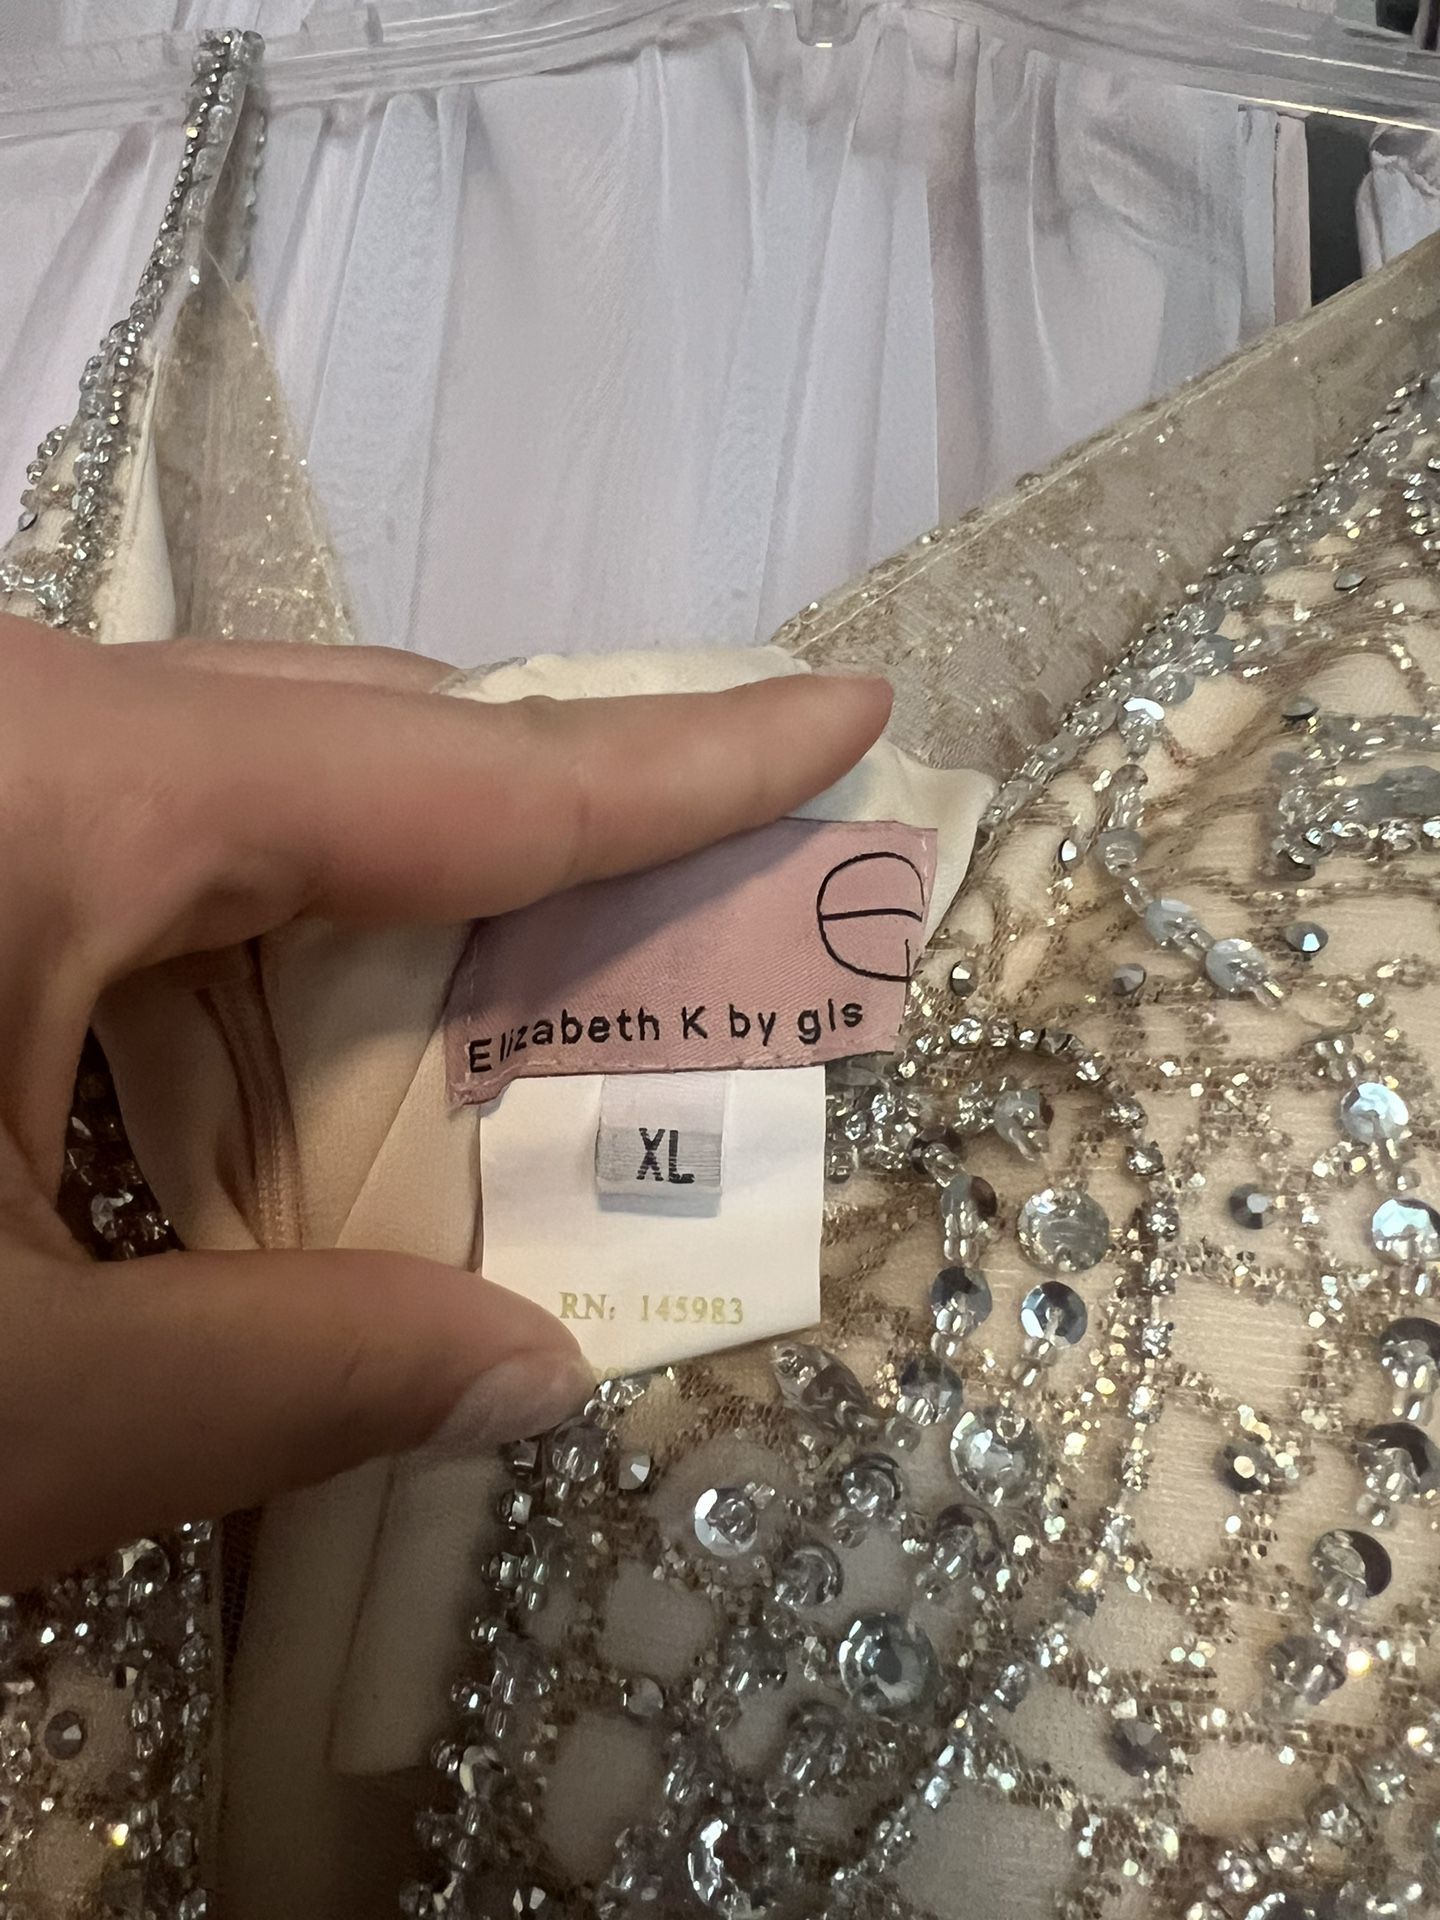 e
Elizabeth K by gls
XL
RN: 145983